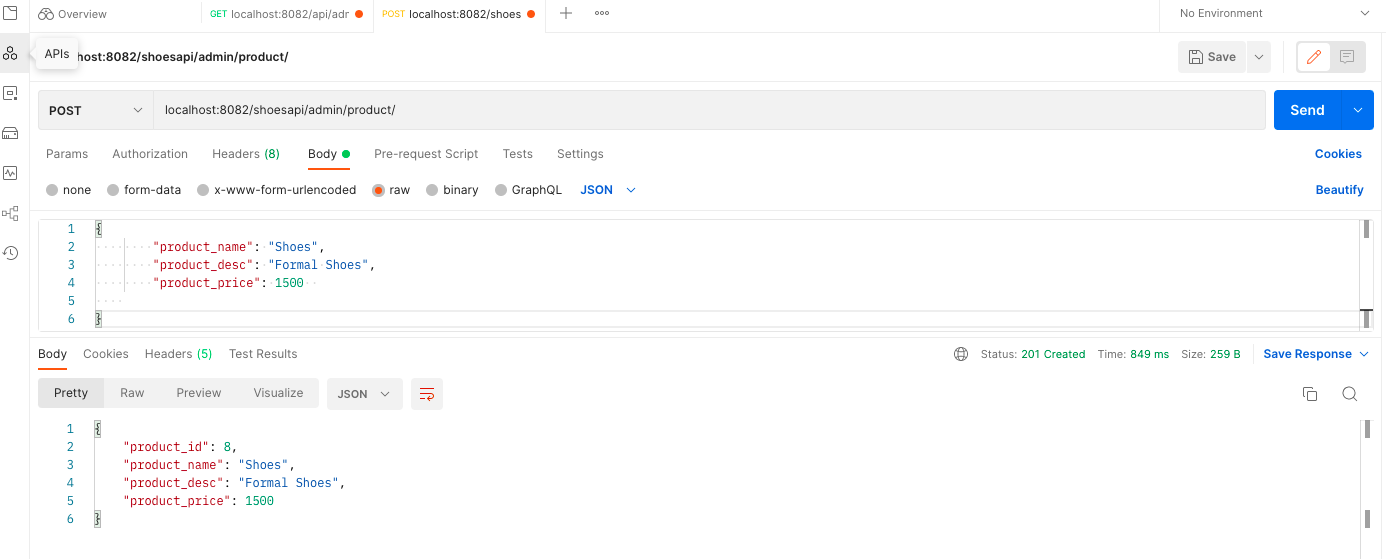 Overview
GET localhost:8082/api/adr
POST localhost:8082/shoes
No Environment
APIs
host:8082/shoesapi/admin/product/
Save
POST
localhost:8082/shoesapi/admin/product/
Send
Params Authorization Headers (8) Body Pre-request Script Tests Settings Cookies
none form-data x-www-form-urlencoded raw binary GraphQL JSON Beautify
1 {
2 "product_name": "Shoes",
3 "product_desc": "Formal Shoes",
4 "product_price": 1500
5
6 }
Body Cookies Headers (5) Test Results Status: 201 Created Time: 849 ms Size: 259 B Save Response
Pretty Raw Preview Visualize JSON
1 {
2 "product_id": 8,
3 "product_name": "Shoes",
4 "product_desc": "Formal Shoes",
5 "product_price": 1500
6 }